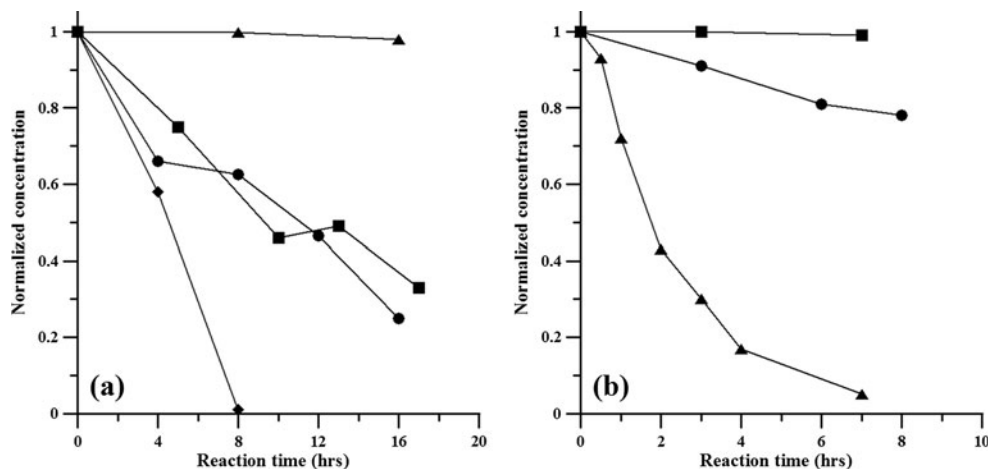 1
0.8
0.6
0.4
0.2
0
Normalized concentration
(a)
0 4 8 12 16 20
Reaction time (hrs)
1
0.8
0.6
0.4
0.2
0
Normalized concentration
(b)
0 2 4 6 8 10
Reaction time (hrs)